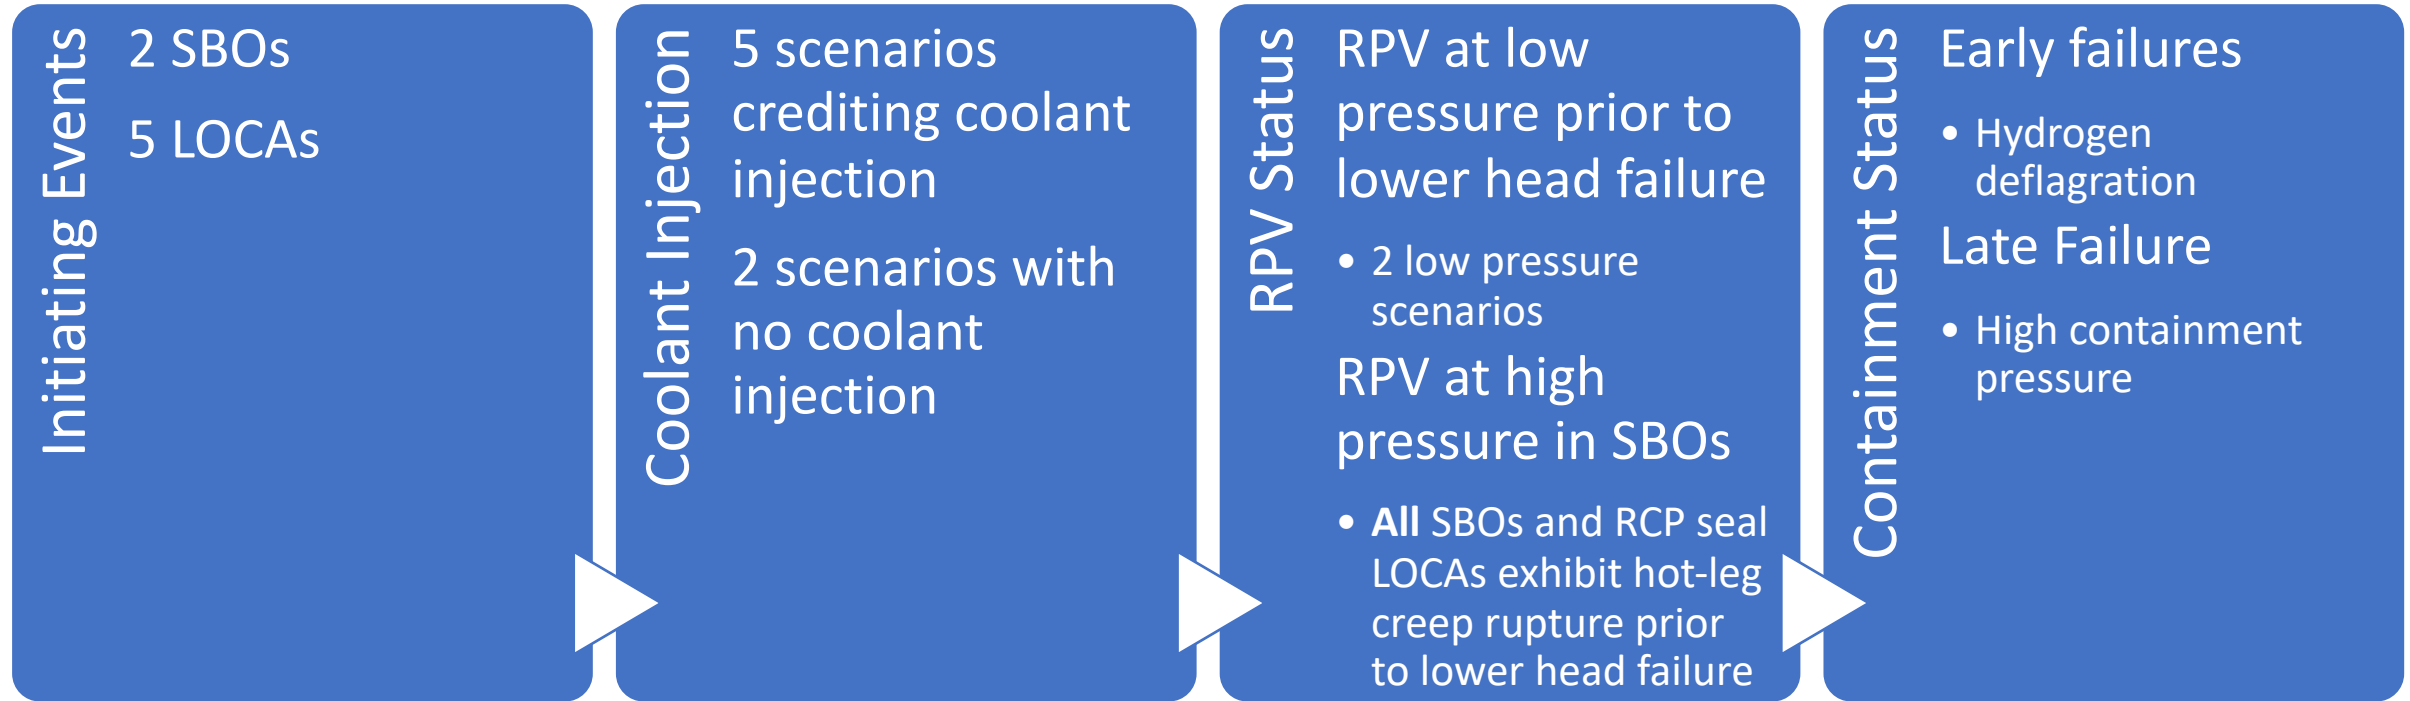 Initiating Events
2 SBOs
5 LOCAs
Coolant Injection
5 scenarios
crediting coolant
injection
2 scenarios with
no coolant
injection
RPV Status
RPV at low
pressure prior to
lower head failure
• 2 low pressure
scenarios
RPV at high
pressure in SBOs
• All SBOs and RCP seal
LOCAs exhibit hot-leg
creep rupture prior
to lower head failure
Containment Status
Early failures
• Hydrogen
deflagration
Late Failure
• High containment
pressure